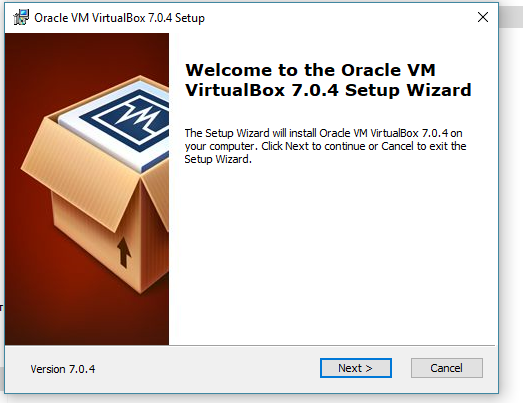 Oracle VM VirtualBox 7.0.4 Setup
Welcome to the Oracle VM
VirtualBox 7.0.4 Setup Wizard
The Setup Wizard will install Oracle VM VirtualBox 7.0.4 on
your computer. Click Next to continue or Cancel to exit the
Setup Wizard.
Version 7.0.4
Next >
Cancel